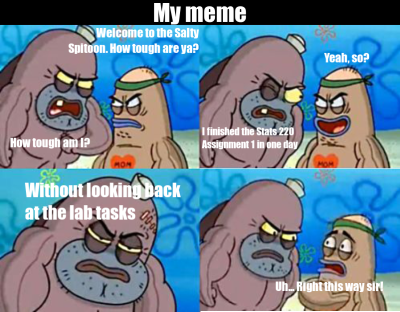 My meme
Welcome to the Salty
Spitoon. How tough are ya?
How tough am I?
MOM
Yeah, so?
I finished the Stats 220
Assignment 1 in one day
MOM
Without looking back
at the lab tasks
Uh... Right this way sir!